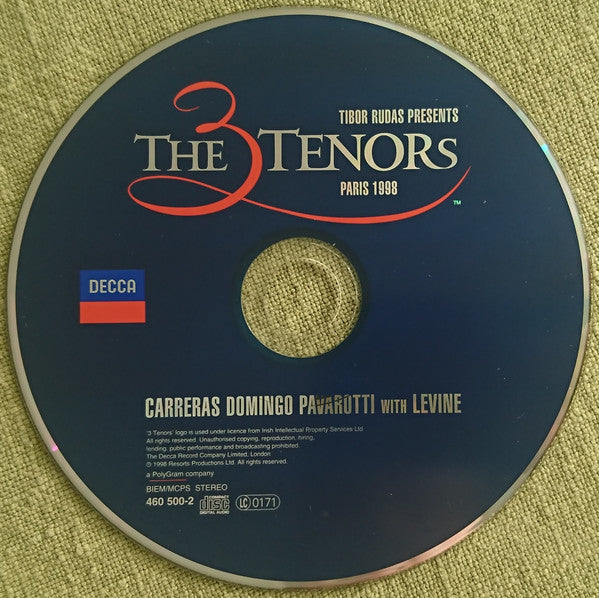 TIBOR RUDAS PRESENTS
THE 3 TENORS
PARIS 1998
™
DECCA
CARRERAS DOMINGO PAVAROTTI WITH LEVINE
'3 Tenors' logo is used under licence from Irish Intellectual Property Services Ltd
All rights reserved. Unauthorised copying, reproduction, hiring,
lending, public performance and broadcasting prohibited.
The Decca Record Company Limited, London
℗ 1998 Resorts Productions Ltd. All rights reserved.
a PolyGram company
BIEM/MCPS STEREO
460 500-2 COMPACT disc DIGITAL AUDIO LC 0171